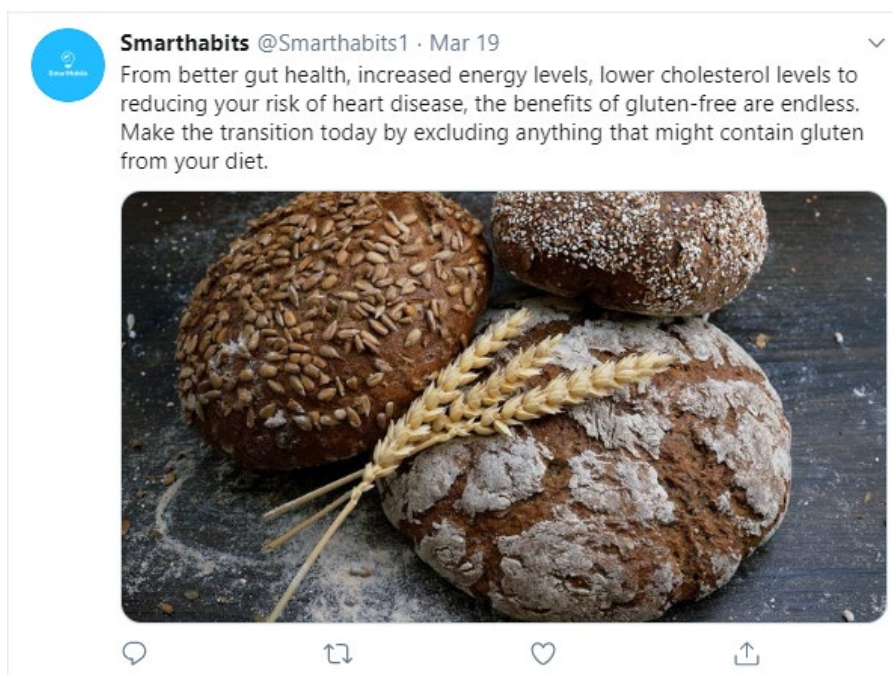 Smarthabits @Smarthabits1 · Mar 19
From better gut health, increased energy levels, lower cholesterol levels to
reducing your risk of heart disease, the benefits of gluten-free are endless.
Make the transition today by excluding anything that might contain gluten
from your diet.